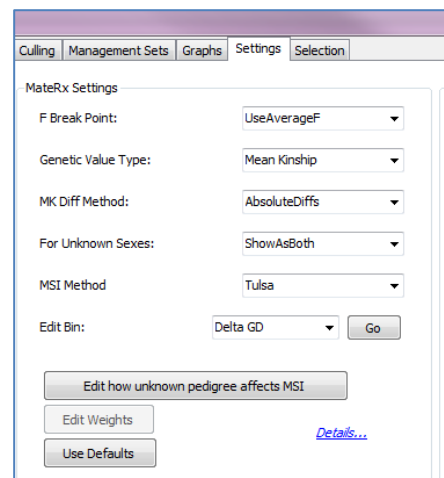 Culling Management Sets Graphs Settings Selection
MateRx Settings
F Break Point: UseAverageF
Genetic Value Type: Mean Kinship
MK Diff Method: AbsoluteDiffs
For Unknown Sexes: ShowAsBoth
MSI Method Tulsa
Edit Bin: Delta GD Go
Edit how unknown pedigree affects MSI
Edit Weights
Details...
Use Defaults